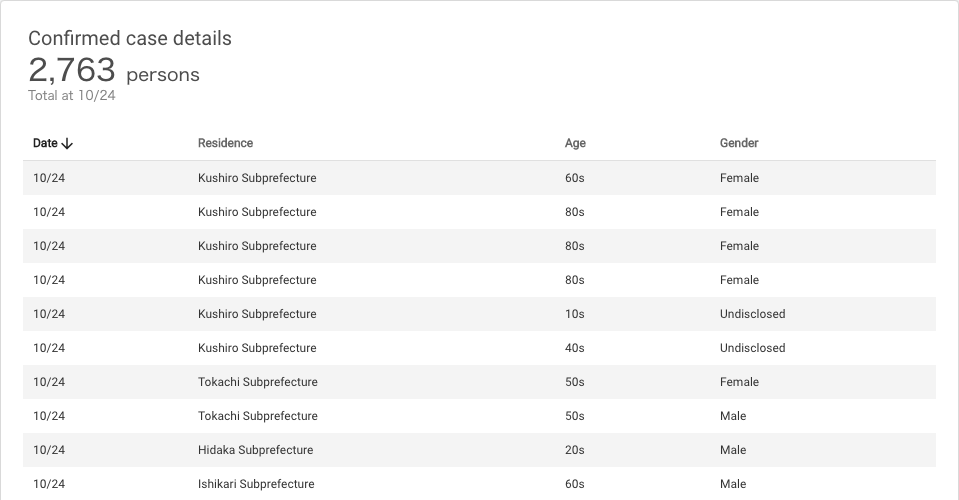 Confirmed case details
2,763 persons
Total at 10/24
Date Residence Age Gender
10/24 Kushiro Subprefecture 60s Female
10/24 Kushiro Subprefecture 80s Female
10/24 Kushiro Subprefecture 80s Female
10/24 Kushiro Subprefecture 80s Female
10/24 Kushiro Subprefecture 10s Undisclosed
10/24 Kushiro Subprefecture 40s Undisclosed
10/24 Tokachi Subprefecture 50s Female
10/24 Tokachi Subprefecture 50s Male
10/24 Hidaka Subprefecture 20s Male
10/24 Ishikari Subprefecture 60s Male